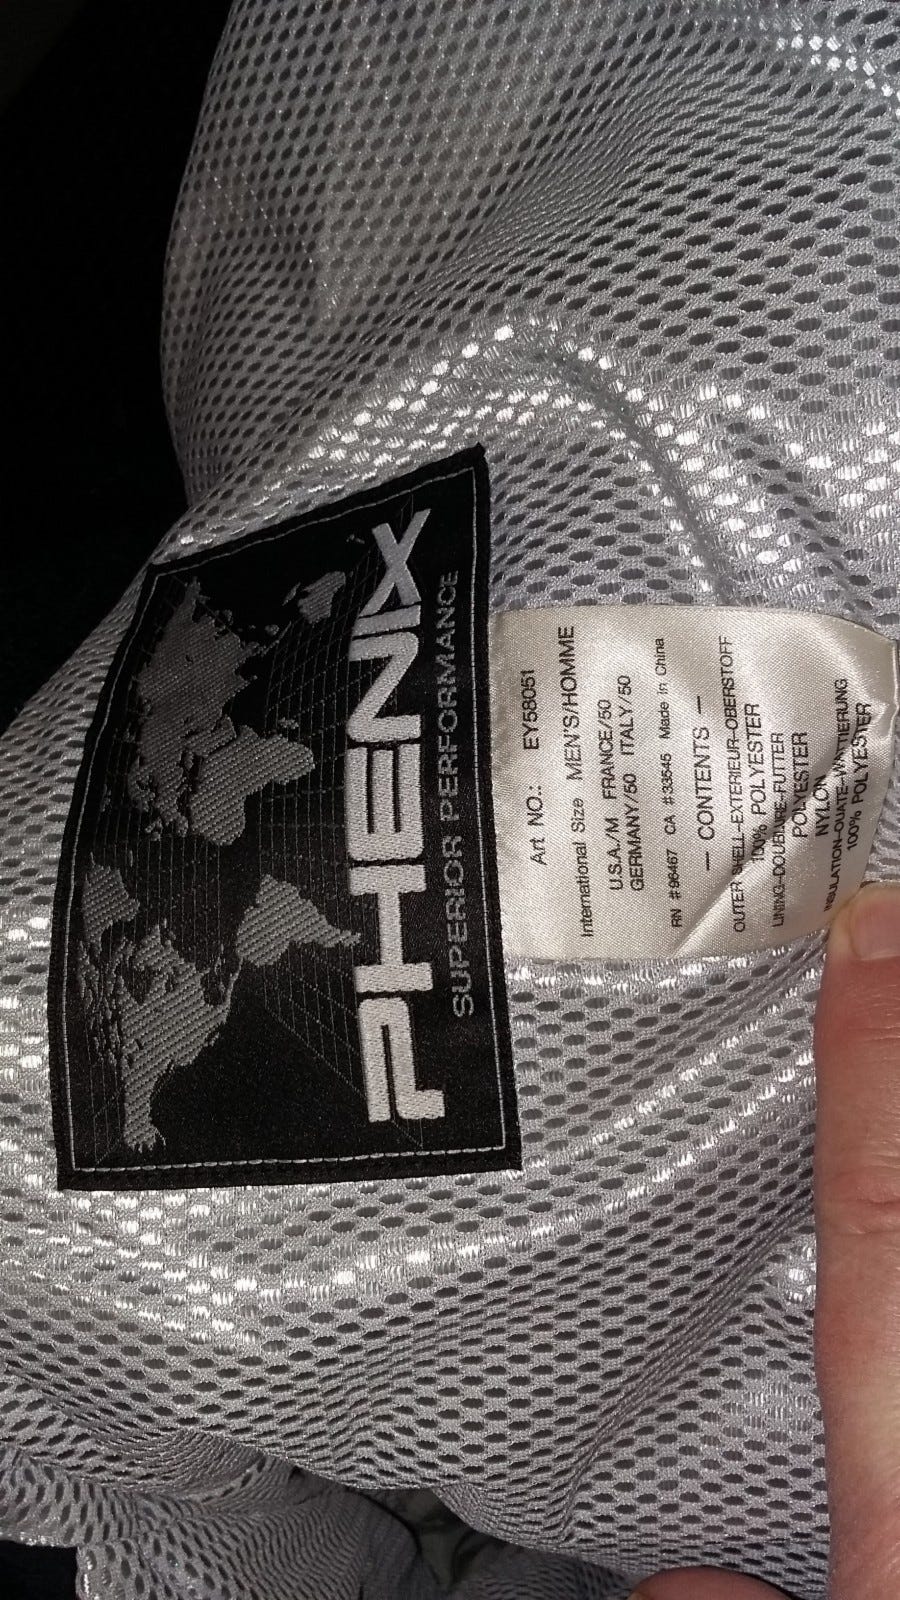 PHENIX
SUPERIOR PERFORMANCE
Art NO.: EY58051
International Size MEN'S/HOMME
U.S.A./M FRANCE/50
GERMANY/50 ITALY/50
RN #96467 CA #33545 Made In China
— CONTENTS —
OUTER SHELL-EXTERIEUR-OBERSTOFF
100% POLYESTER
LINING-DOUBLURE-FUTTER
POLYESTER
NYLON
INSULATION-OUATE-WATTIERUNG
100% POLYESTER